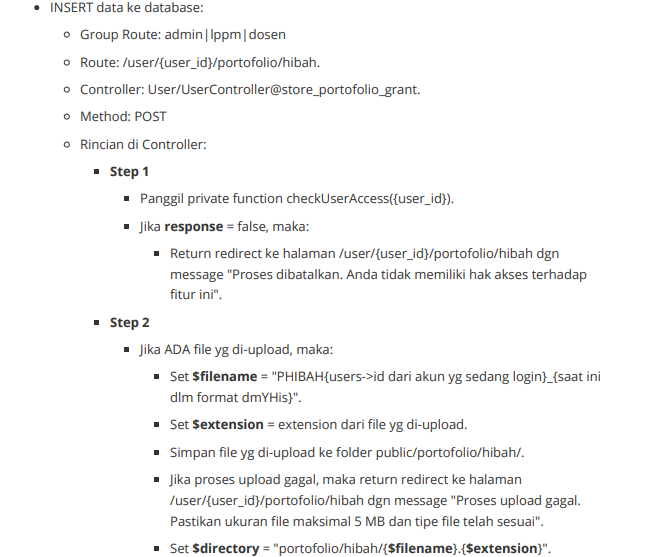 INSERT data ke database:
Group Route: admin|lppm|dosen
Route: /user/{user_id}/portofolio/hibah.
Controller: User/UserController@store_portofolio_grant.
Method: POST
Rincian di Controller:
Step 1
Panggil private function checkUserAccess({user_id}).
Jika response = false, maka:
Return redirect ke halaman /user/{user_id}/portofolio/hibah dgn
message "Proses dibatalkan. Anda tidak memiliki hak akses terhadap
fitur ini".
Step 2
Jika ADA file yg di-upload, maka:
Set $filename = "PHIBAH{users->id dari akun yg sedang login}_{saat ini
dlm format dmYHis}".
Set $extension = extension dari file yg di-upload.
Simpan file yg di-upload ke folder public/portofolio/hibah/.
Jika proses upload gagal, maka return redirect ke halaman
/user/{user_id}/portofolio/hibah dgn message "Proses upload gagal.
Pastikan ukuran file maksimal 5 MB dan tipe file telah sesuai".
Set $directory = "portofolio/hibah/{$filename}.{$extension}".